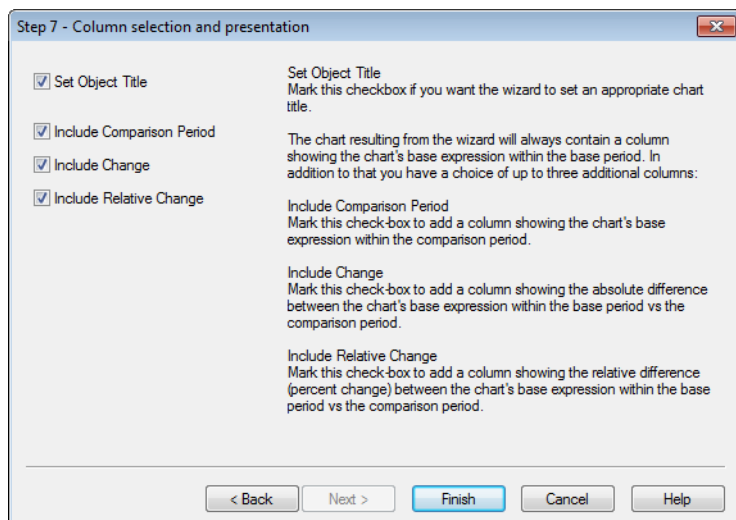 Step 7 - Column selection and presentation
Set Object Title
Include Comparison Period
Include Change
Include Relative Change
Set Object Title
Mark this checkbox if you want the wizard to set an appropriate chart
title.
The chart resulting from the wizard will always contain a column
showing the chart's base expression within the base period. In
addition to that you have a choice of up to three additional columns:
Include Comparison Period
Mark this check-box to add a column showing the chart's base
expression within the comparison period.
Include Change
Mark this check-box to add a column showing the absolute difference
between the chart's base expression within the base period vs the
comparison period.
Include Relative Change
Mark this check-box to add a column showing the relative difference
(percent change) between the chart's base expression within the base
period vs the comparison period.
< Back
Next >
Finish
Cancel
Help